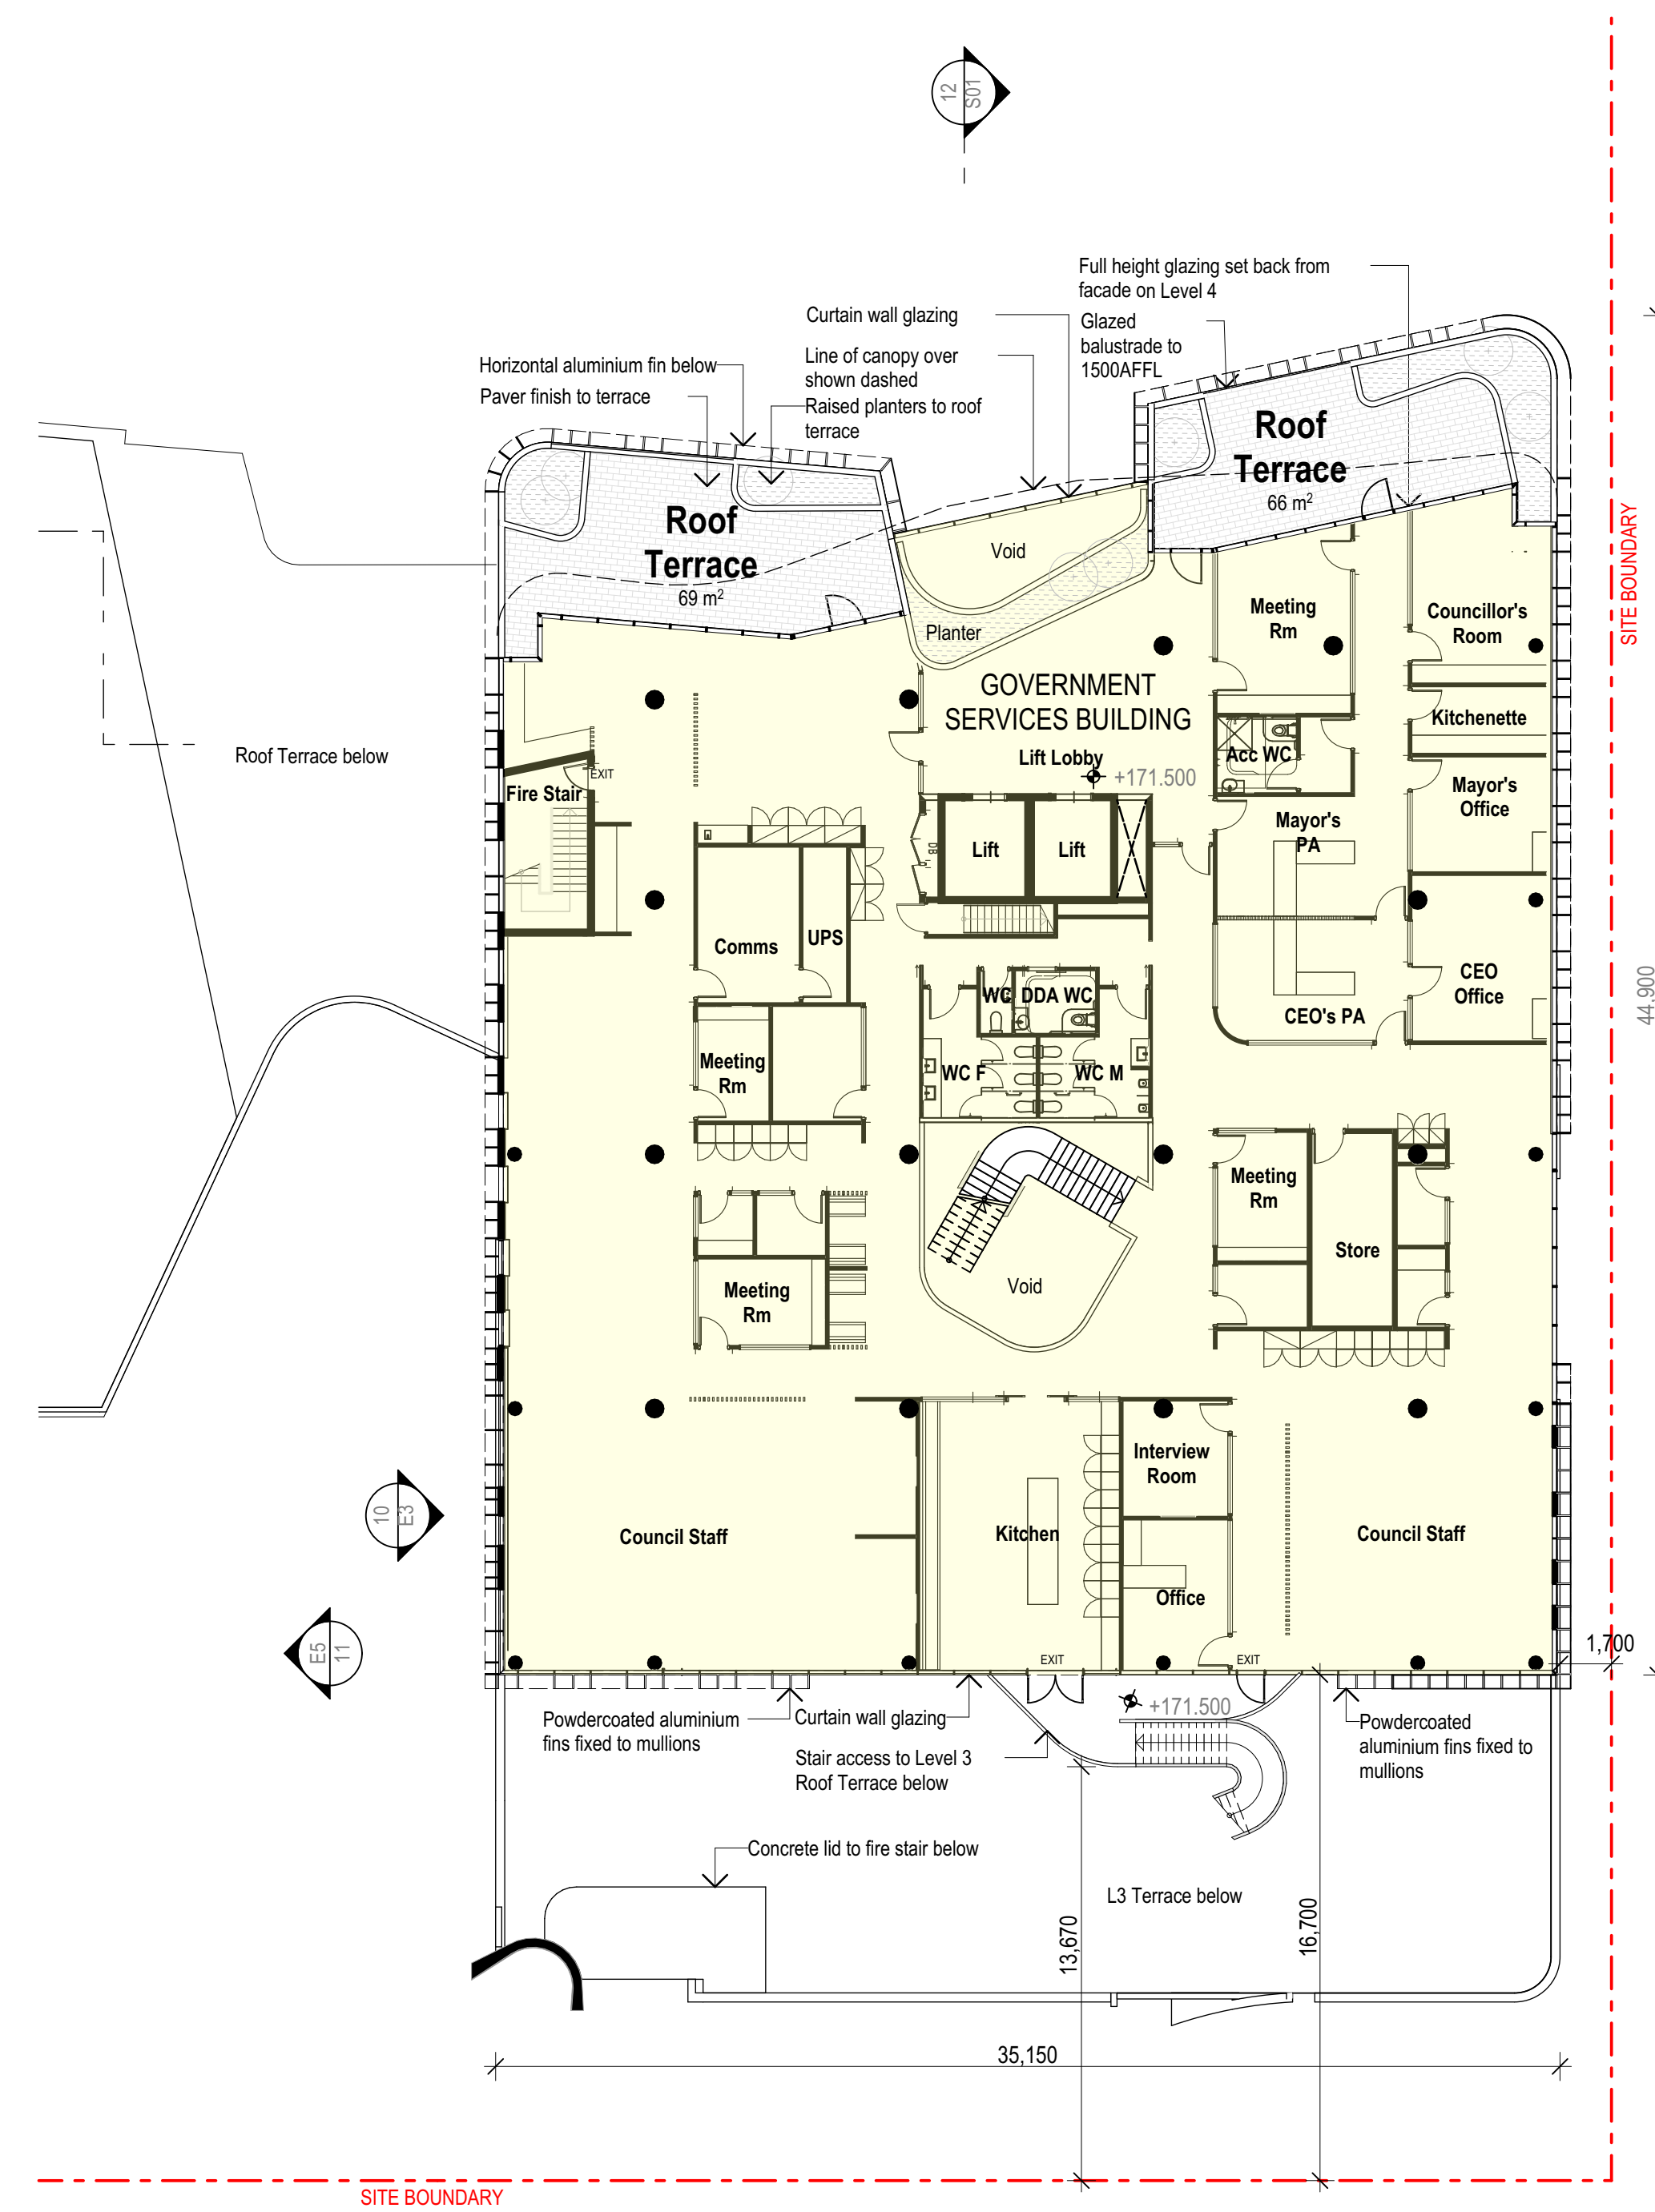 12
S01
Full height glazing set back from
facade on Level 4
Curtain wall glazing
Glazed
balustrade to
1500AFFL
Line of canopy over
shown dashed
Horizontal aluminium fin below
Paver finish to terrace
Raised planters to roof
terrace
Roof
Terrace
66 m²
Roof
Terrace
69 m²
SITE BOUNDARY
Void
Planter
Meeting
Rm
Councillor's
Room
GOVERNMENT
SERVICES BUILDING
Lift Lobby
+171.500
Kitchenette
Acc WC
Roof Terrace below
EXIT
Fire Stair
Mayor's
Office
Mayor's
PA
Lift
Lift
DB
Comms
UPS
CEO
Office
CEO's PA
44,900
WC
DDA WC
WC F
WC M
Meeting
Rm
Meeting
Rm
Store
Void
Meeting
Rm
Interview
Room
Council Staff
Kitchen
Council Staff
Office
10
E3
E5
11
EXIT
EXIT
1,700
+171.500
Powdercoated aluminium
fins fixed to mullions
Curtain wall glazing
Stair access to Level 3
Roof Terrace below
Powdercoated
aluminium fins fixed to
mullions
Concrete lid to fire stair below
L3 Terrace below
13,670
16,700
35,150
SITE BOUNDARY